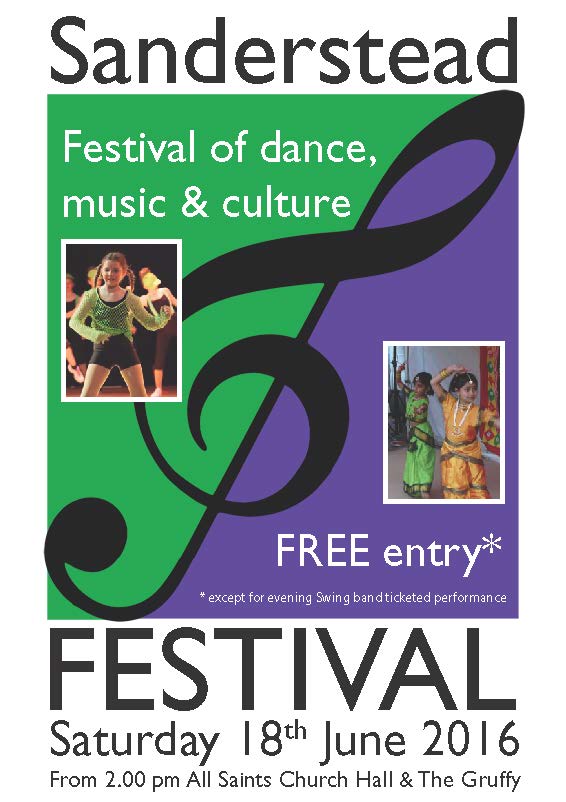 Sanderstead
Festival of dance,
music & culture
FREE entry*
* except for evening Swing band ticketed performance
FESTIVAL
Saturday 18th June 2016
From 2.00 pm All Saints Church Hall & The Gruffy